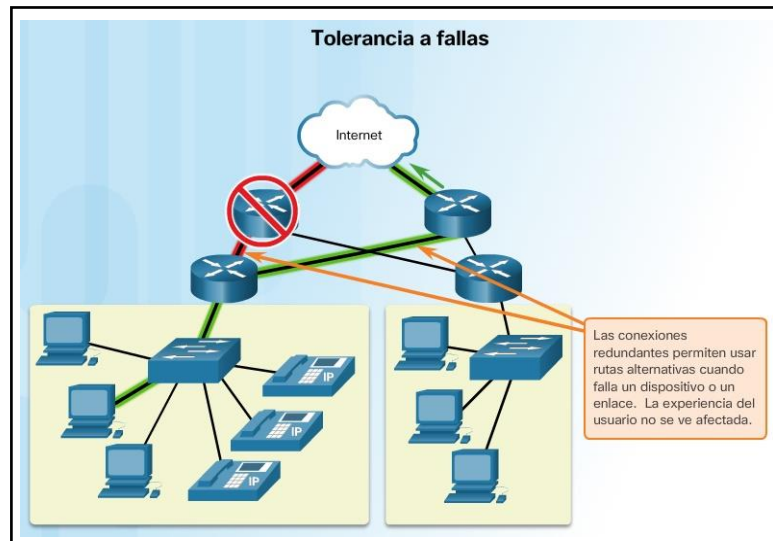 Tolerancia a fallas
Internet
IP
IP
IP
Las conexiones
redundantes permiten usar
rutas alternativas cuando
falla un dispositivo o un
enlace. La experiencia del
usuario no se ve afectada.